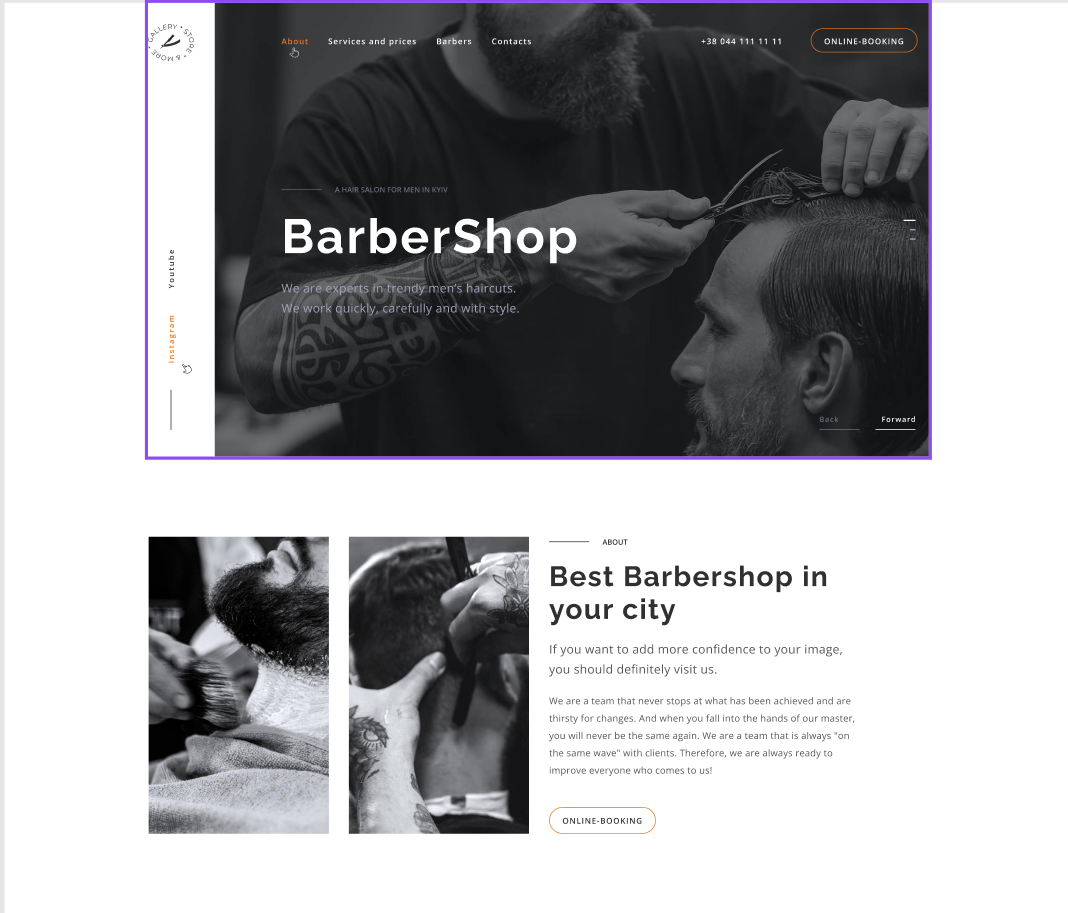 GALLERY • STORE • & MORE •
About Services and prices Barbers Contacts +38 044 111 11 11 ONLINE-BOOKING
A HAIR SALON FOR MEN IN KYIV
BarberShop
We are experts in trendy men's haircuts.
We work quickly, carefully and with style.
Youtube
Instagram
Back Forward
ABOUT
Best Barbershop in
your city
If you want to add more confidence to your image,
you should definitely visit us.
We are a team that never stops at what has been achieved and are
thirsty for changes. And when you fall into the hands of our master,
you will never be the same again. We are a team that is always "on
the same wave" with clients. Therefore, we are always ready to
improve everyone who comes to us!
ONLINE-BOOKING